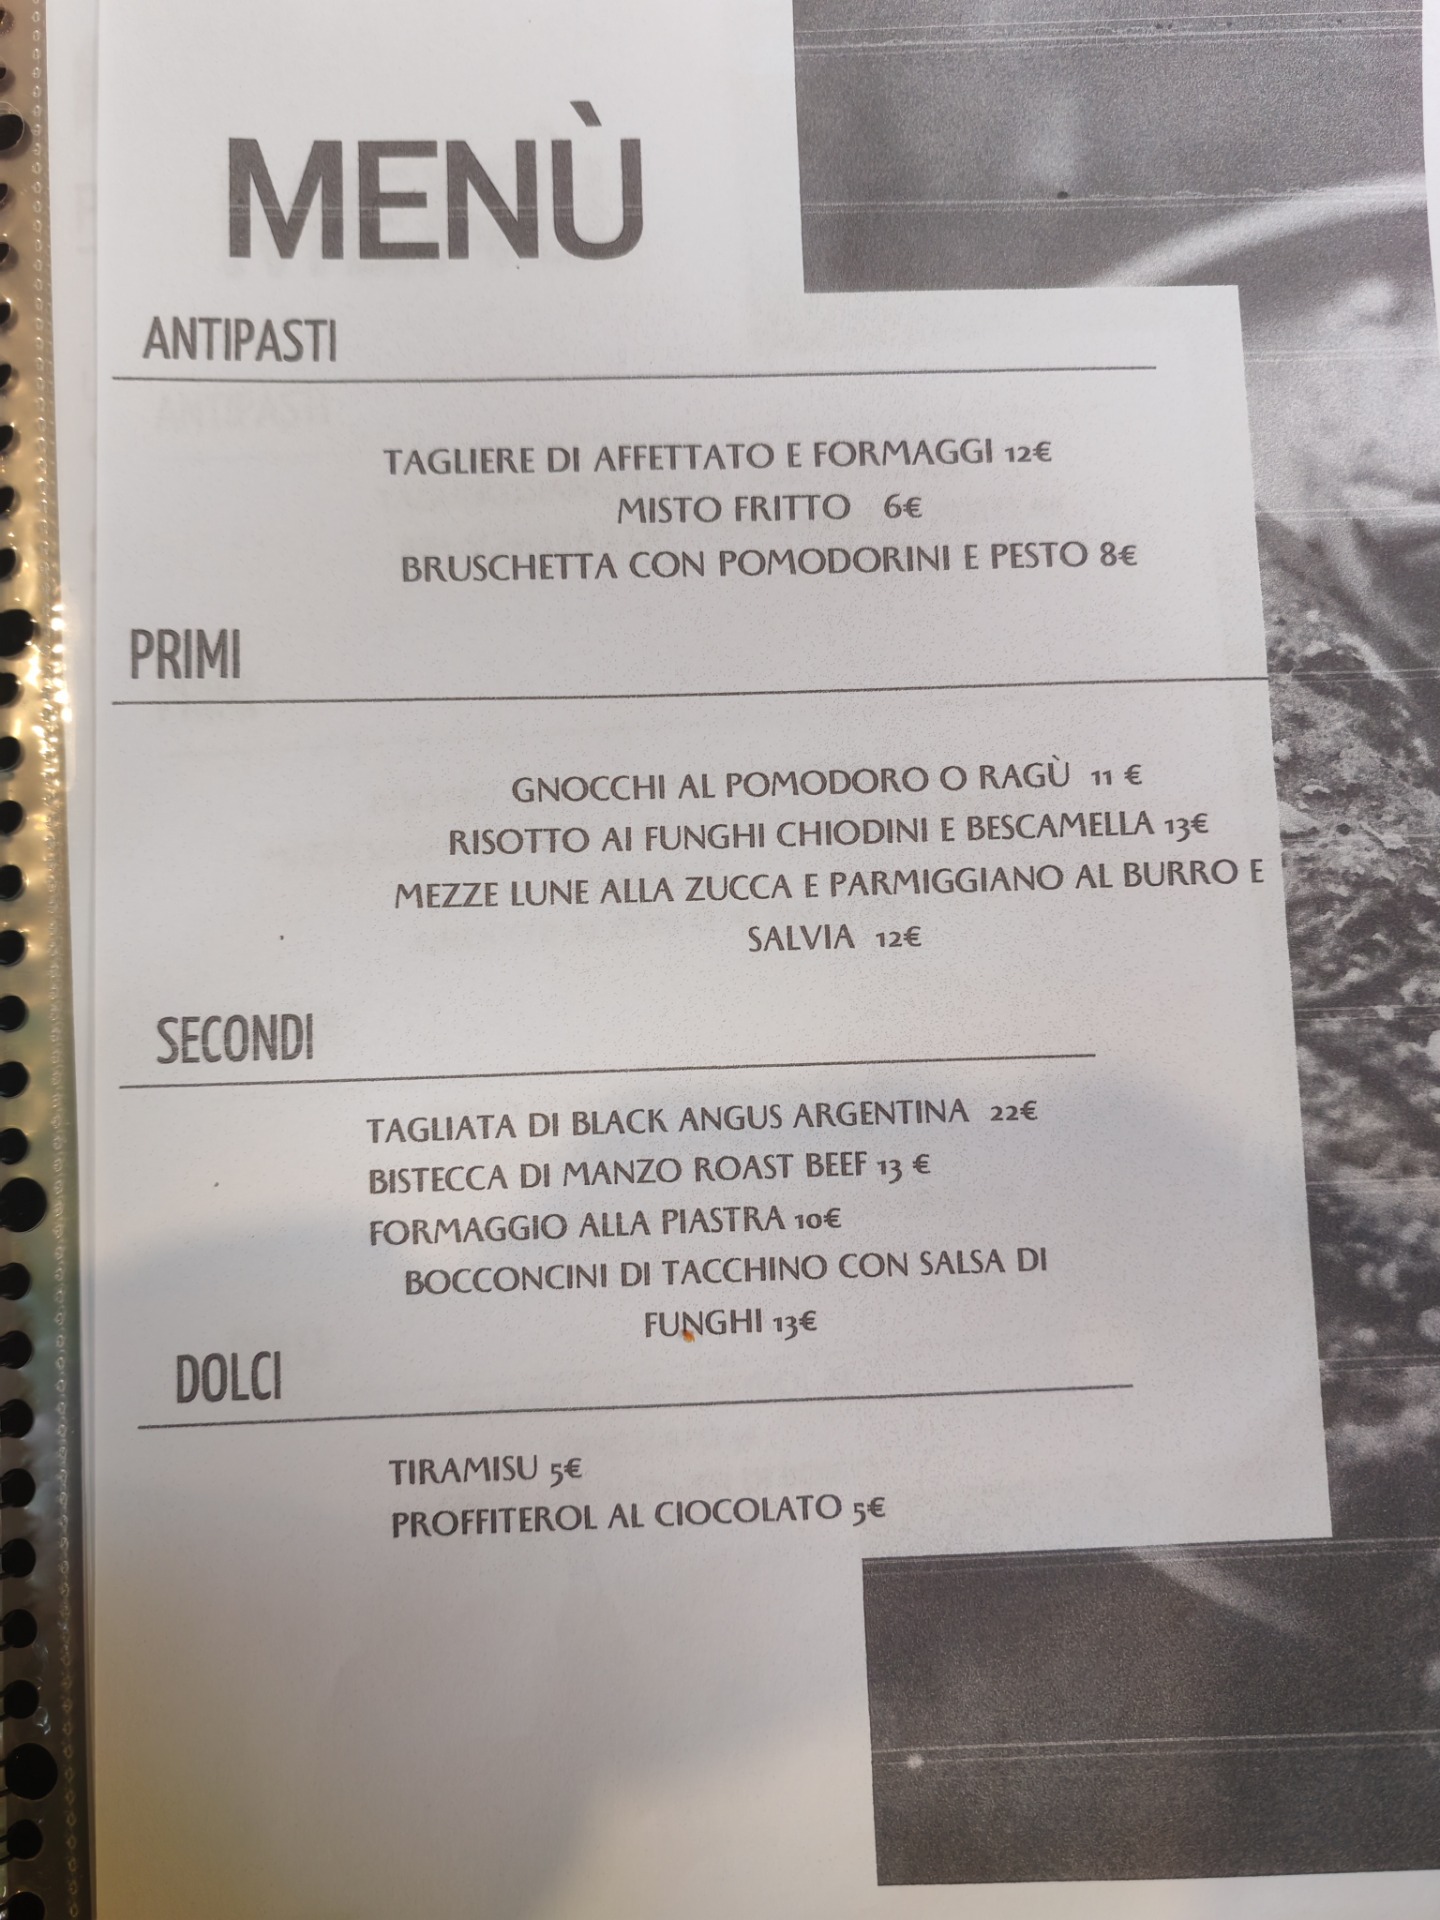 MENÙ
ANTIPASTI
TAGLIERE DI AFFETTATO E FORMAGGI 12€
MISTO FRITTO 6€
BRUSCHETTA CON POMODORINI E PESTO 8€
PRIMI
GNOCCHI AL POMODORO O RAGÙ 11 €
RISOTTO AI FUNGHI CHIODINI E BESCAMELLA 13€
MEZZE LUNE ALLA ZUCCA E PARMIGGIANO AL BURRO E
SALVIA 12€
SECONDI
TAGLIATA DI BLACK ANGUS ARGENTINA 22€
BISTECCA DI MANZO ROAST BEEF 13 €
FORMAGGIO ALLA PIASTRA 10€
BOCCONCINI DI TACCHINO CON SALSA DI
FUNGHI 13€
DOLCI
TIRAMISU 5€
PROFFITEROL AL CIOCOLATO 5€